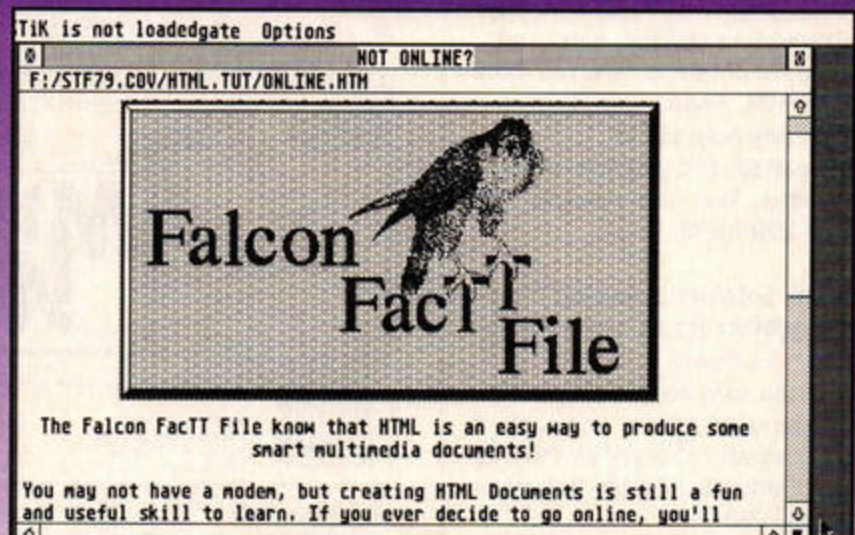 TiK is not loadedgate Options
NOT ONLINE?
F:/STF79.COV/HTML.TUT/ONLINE.HTM
Falcon
FacTT
File
The Falcon FacTT File know that HTML is an easy way to produce some
smart multimedia documents!
You may not have a modem, but creating HTML Documents is still a fun
and useful skill to learn. If you ever decide to go online, you'll